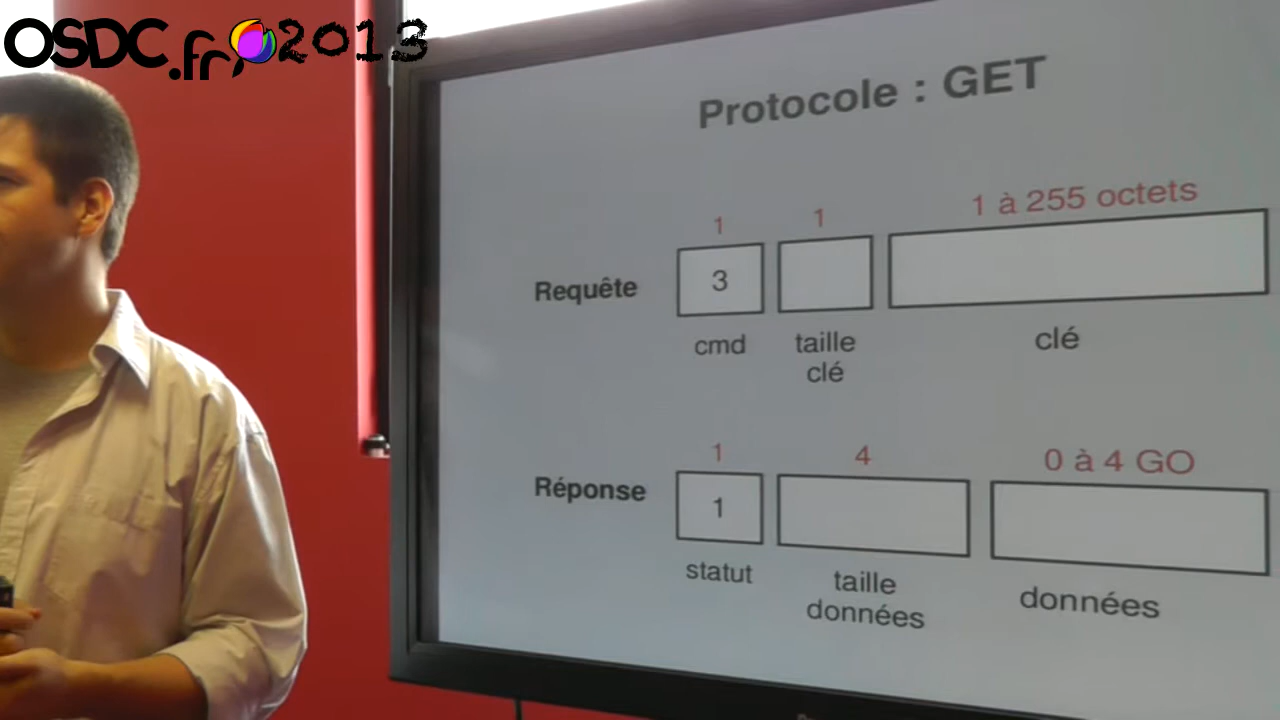 OSDC.fr 2013
Protocole : GET
1 1 1 à 255 octets
Requête 3
cmd taille clé clé
1 4 0 à 4 GO
Réponse 1
statut taille données données